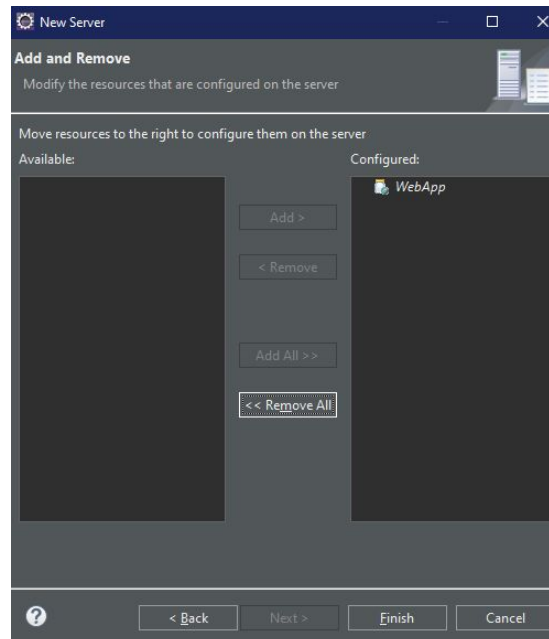 New Server
Add and Remove
Modify the resources that are configured on the server
Move resources to the right to configure them on the server
Available:
Configured:
WebApp
Add >
< Remove
Add All >>
<< Remove All
< Back
Next >
Finish
Cancel